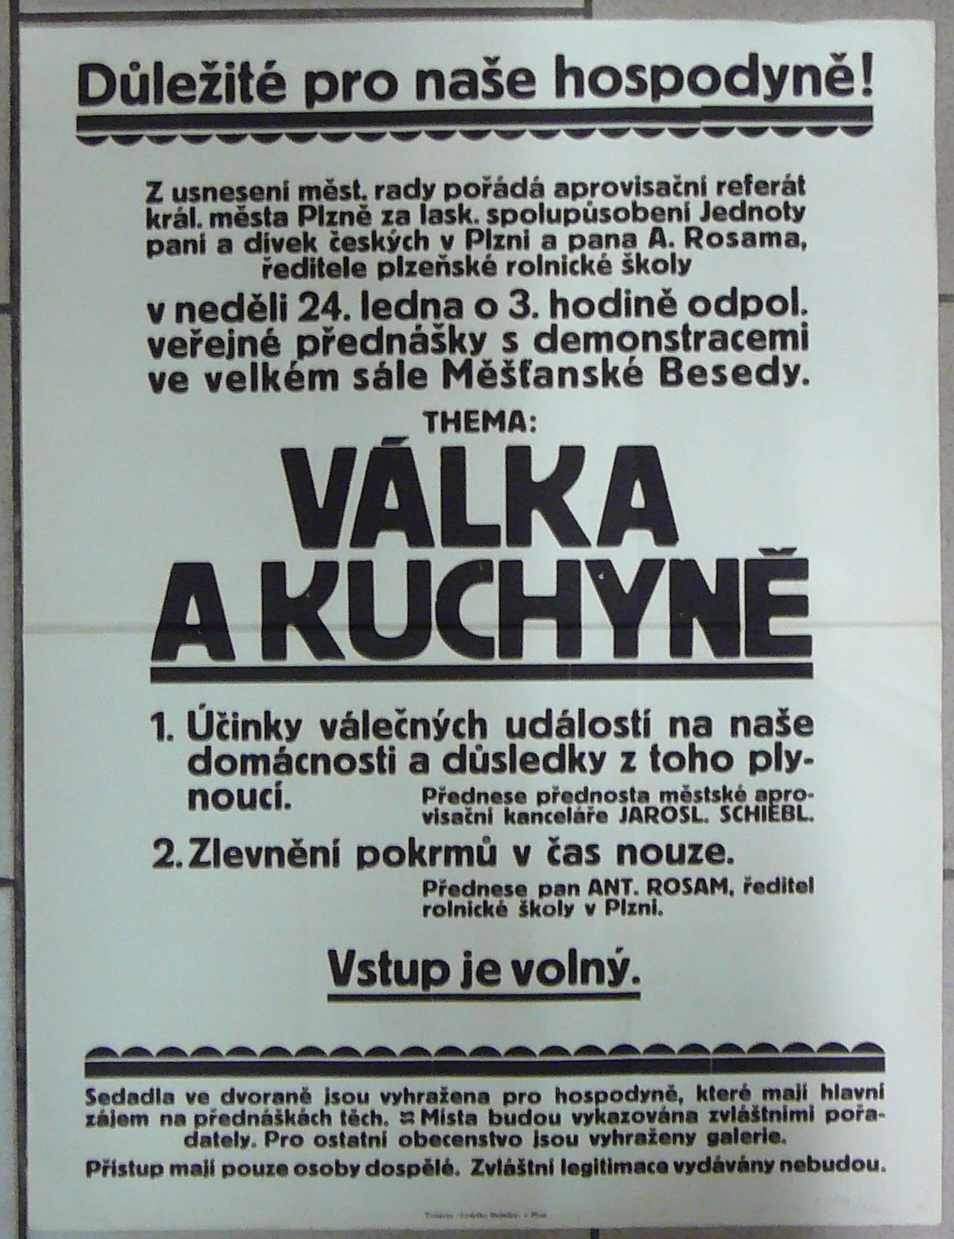 Důležité pro naše hospodyně!
Z usnesení měst. rady pořádá aprovisační referát
král. města Plzně za lask. spolupůsobení Jednoty
paní a dívek českých v Plzni a pana A. Rosama,
ředitele plzeňské rolnické školy
v neděli 24. ledna o 3. hodině odpol.
veřejné přednášky s demonstracemi
ve velkém sále Měšťanské Besedy.
THEMA:
VÁLKA
A KUCHYNĚ
1. Účinky válečných událostí na naše
domácnosti a důsledky z toho ply-
noucí.
Přednese přednosta městské apro-
visační kanceláře JAROSL. SCHIEBL.
2. Zlevnění pokrmů v čas nouze.
Přednese pan ANT. ROSAM, ředitel
rolnické školy v Plzni.
Vstup je volný.
Sedadla ve dvoraně jsou vyhražena pro hospodyně, které mají hlavní
zájem na přednáškách těch. Místa budou vykazována zvláštními pořa-
dately. Pro ostatní obecenstvo jsou vyhraženy galerie.
Přístup mají pouze osoby dospělé. Zvláštní legitimace vydávány nebudou.